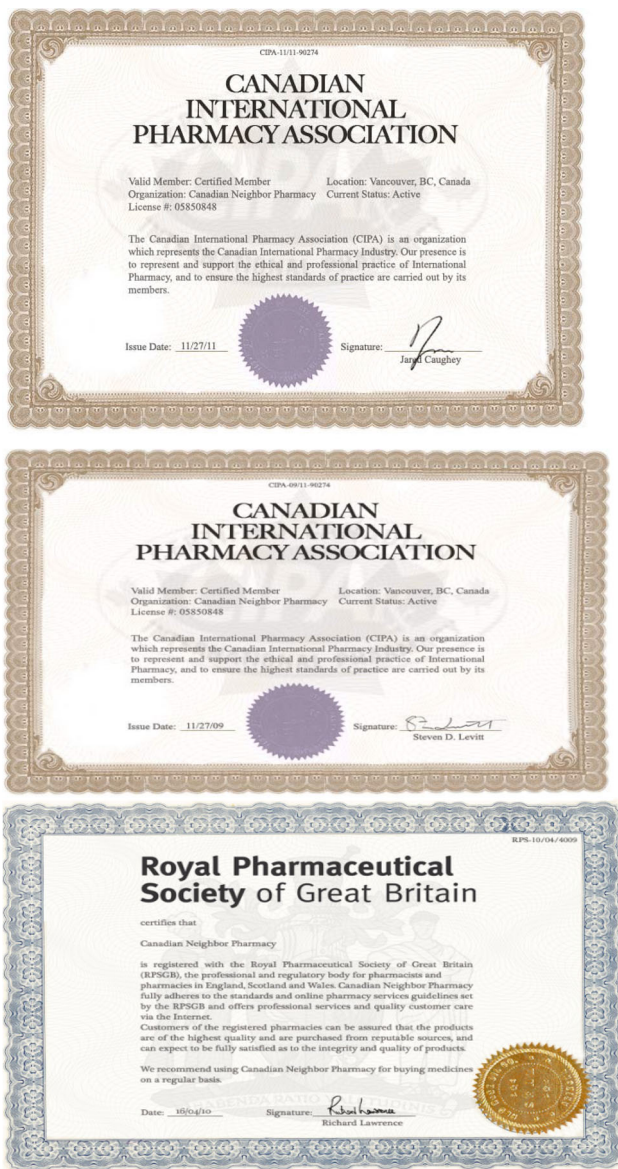 CIPA-11/11-90274
CANADIAN
INTERNATIONAL
PHARMACY ASSOCIATION
Valid Member: Certified Member Location: Vancouver, BC, Canada
Organization: Canadian Neighbor Pharmacy Current Status: Active
License #: 05850848
The Canadian International Pharmacy Association (CIPA) is an organization
which represents the Canadian International Pharmacy Industry. Our presence is
to represent and support the ethical and professional practice of International
Pharmacy, and to ensure the highest standards of practice are carried out by its
members.
Issue Date: 11/27/11 Signature:
Jared Caughey
CIPA-09/11-90274
CANADIAN
INTERNATIONAL
PHARMACY ASSOCIATION
Valid Member: Certified Member Location: Vancouver, BC, Canada
Organization: Canadian Neighbor Pharmacy Current Status: Active
License #: 05850848
The Canadian International Pharmacy Association (CIPA) is an organization
which represents the Canadian International Pharmacy Industry. Our presence is
to represent and support the ethical and professional practice of International
Pharmacy, and to ensure the highest standards of practice are carried out by its
members.
Issue Date: 11/27/09 Signature:
Steven D. Levitt
RPS-10/04/4009
Royal Pharmaceutical
Society of Great Britain
certifies that
Canadian Neighbor Pharmacy
is registered with the Royal Pharmaceutical Society of Great Britain
(RPSGB), the professional and regulatory body for pharmacists and
pharmacies in England, Scotland and Wales. Canadian Neighbor Pharmacy
fully adheres to the standards and online pharmacy services guidelines set
by the RPSGB and offers professional services and quality customer care
via the Internet.
Customers of the registered pharmacies can be assured that the products
are of the highest quality and are purchased from reputable sources, and
can expect to be fully satisfied as to the integrity and quality of products.
We recommend using Canadian Neighbor Pharmacy for buying medicines
on a regular basis.
Date: 16/04/10 Signature: Richard Lawrence
Richard Lawrence